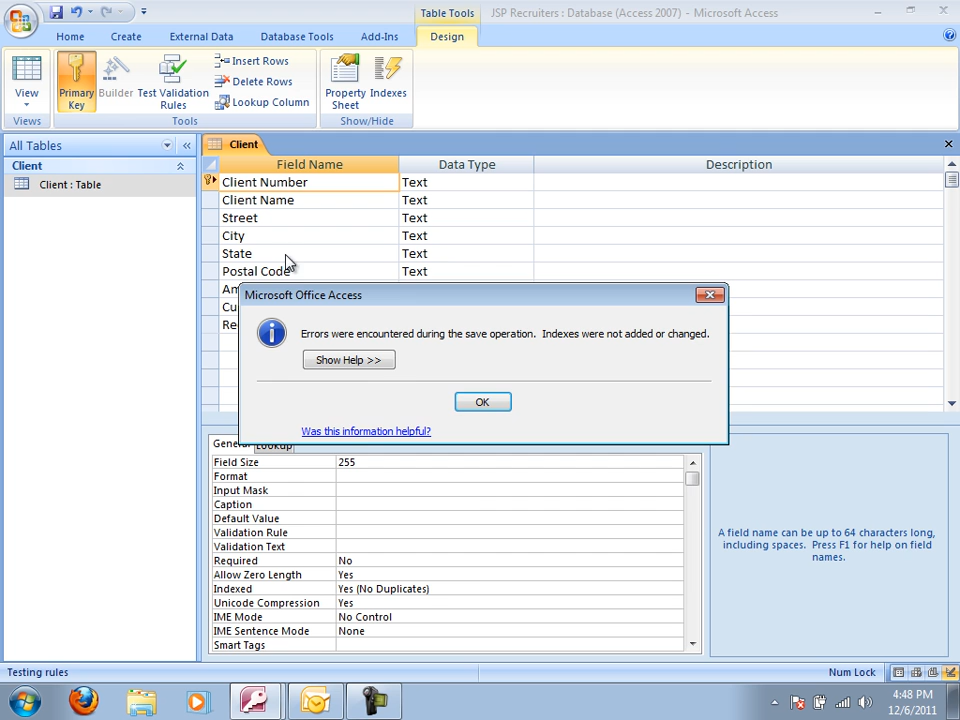 Table Tools
JSP Recruiters : Database (Access 2007) - Microsoft Access
Home
Create
External Data
Database Tools
Add-Ins
Design
View
Primary Key
Builder
Test Validation Rules
Insert Rows
Delete Rows
Lookup Column
Property Sheet
Indexes
Views
Tools
Show/Hide
All Tables
Client
Client : Table
Client
Field Name Data Type Description
Client Number Text
Client Name Text
Street Text
City Text
State Text
Postal Code Text
Am
Cu
Re
Microsoft Office Access
Errors were encountered during the save operation. Indexes were not added or changed.
Show Help >>
OK
Was this information helpful?
General Lookup
Field Size 255
Format
Input Mask
Caption
Default Value
Validation Rule
Validation Text
Required No
Allow Zero Length Yes
Indexed Yes (No Duplicates)
Unicode Compression Yes
IME Mode No Control
IME Sentence Mode None
Smart Tags
A field name can be up to 64 characters long,
including spaces. Press F1 for help on field
names.
Testing rules
Num Lock
4:48 PM
12/6/2011